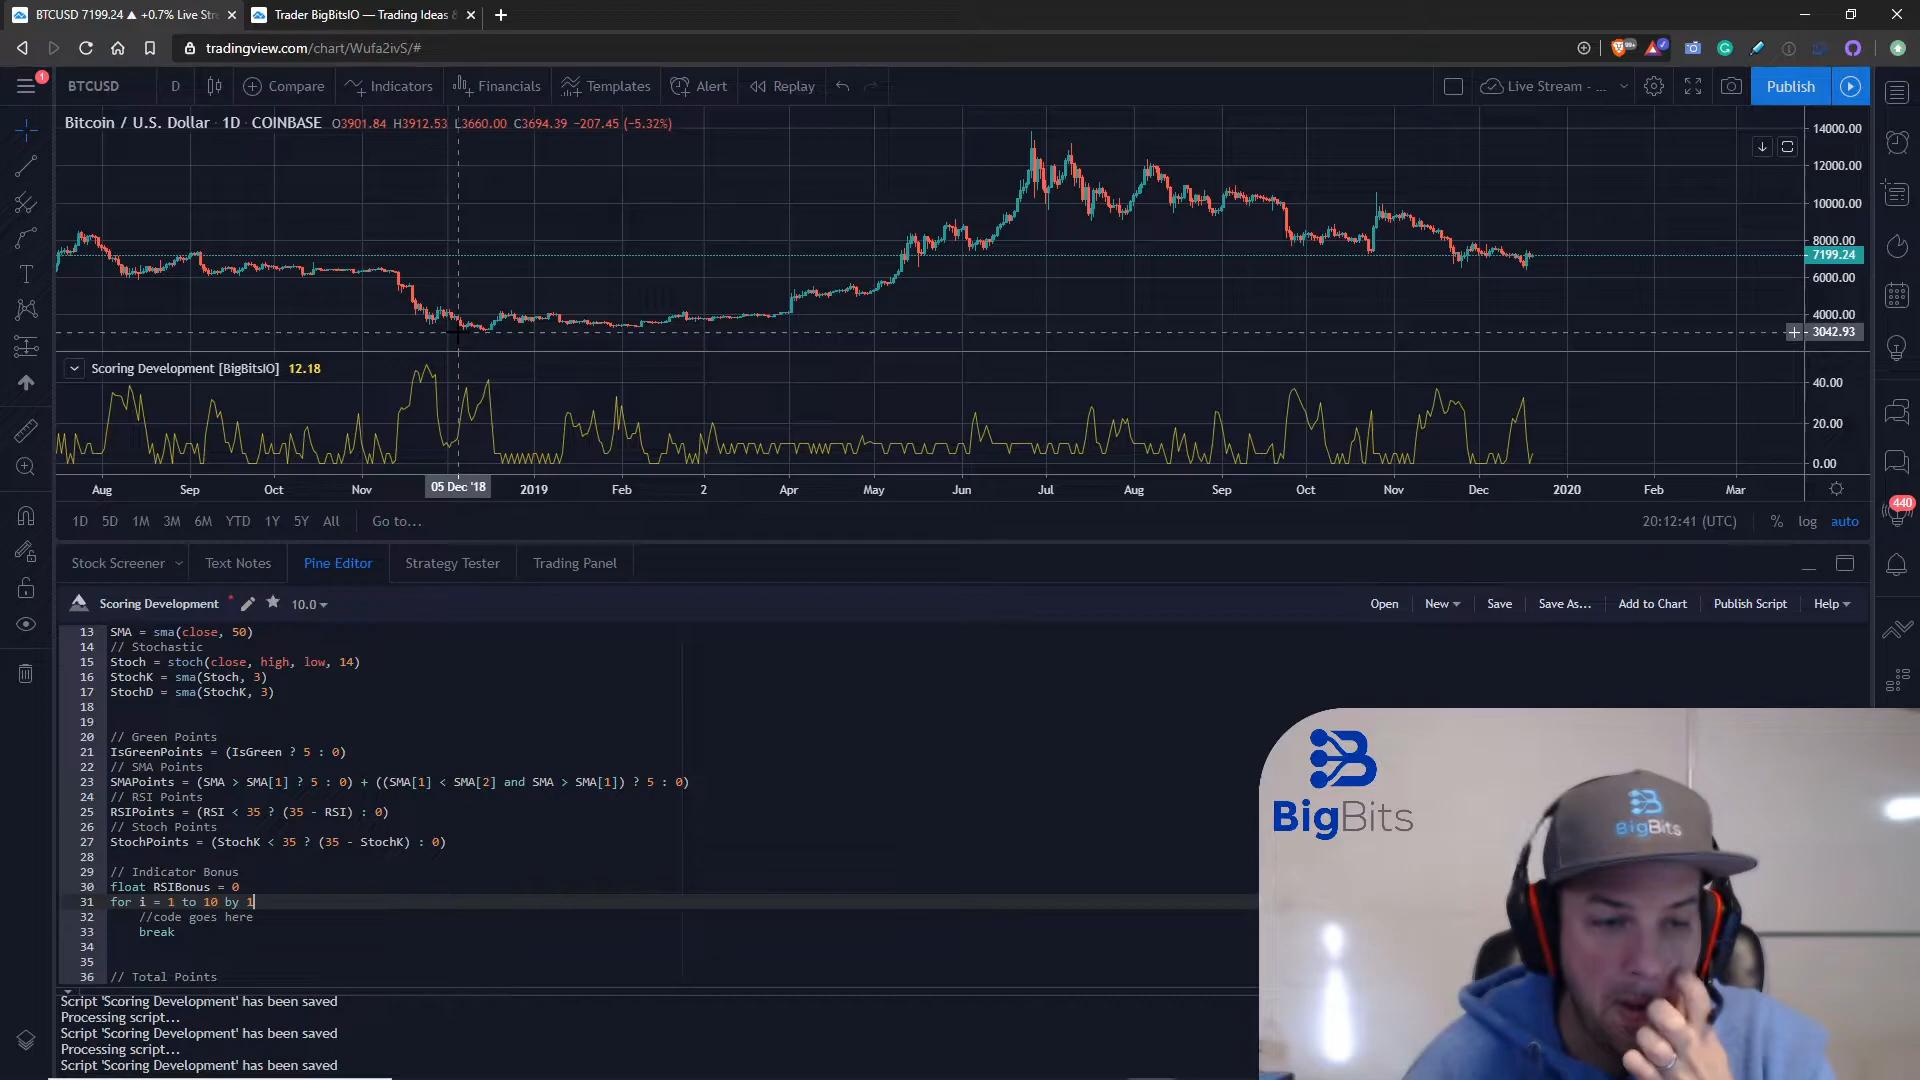 BTCUSD 7199.24 ▲ +0.7% Live Str
Trader BigBitsIO — Trading Ideas &
tradingview.com/chart/Wufa2ivS/#
99+
1
BTCUSD
D
Compare
Indicators
Financials
Templates
Alert
Replay
Live Stream - ...
Publish
Bitcoin / U.S. Dollar · 1D · COINBASE O3901.84 H3912.53 L3660.00 C3694.39 −207.45 (−5.32%)
14000.00
12000.00
10000.00
8000.00
7199.24
6000.00
4000.00
3042.93
Scoring Development [BigBitsIO] 12.18
40.00
20.00
0.00
Aug Sep Oct Nov 05 Dec '18 2019 Feb 2 Apr May Jun Jul Aug Sep Oct Nov Dec 2020 Feb Mar
440
1D 5D 1M 3M 6M YTD 1Y 5Y All Go to... 20:12:41 (UTC) % log auto
Stock Screener
Text Notes
Pine Editor
Strategy Tester
Trading Panel
Scoring Development *
10.0
Open
New
Save
Save As...
Add to Chart
Publish Script
Help
13 SMA = sma(close, 50)
14 // Stochastic
15 Stoch = stoch(close, high, low, 14)
16 StochK = sma(Stoch, 3)
17 StochD = sma(StochK, 3)
18
19
20 // Green Points
21 IsGreenPoints = (IsGreen ? 5 : 0)
22 // SMA Points
23 SMAPoints = (SMA > SMA[1] ? 5 : 0) + ((SMA[1] < SMA[2] and SMA > SMA[1]) ? 5 : 0)
24 // RSI Points
25 RSIPoints = (RSI < 35 ? (35 - RSI) : 0)
26 // Stoch Points
27 StochPoints = (StochK < 35 ? (35 - StochK) : 0)
28
29 // Indicator Bonus
30 float RSIBonus = 0
31 for i = 1 to 10 by 1
32 //code goes here
33 break
34
35
36 // Total Points
Script 'Scoring Development' has been saved
Processing script...
Script 'Scoring Development' has been saved
Processing script...
Script 'Scoring Development' has been saved
BigBits
BigBits